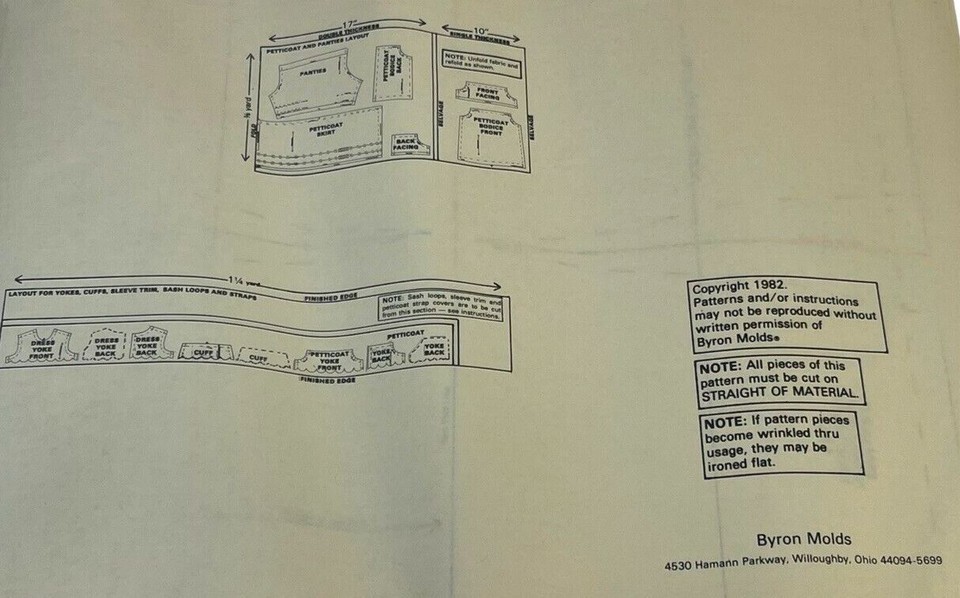 17"
DOUBLE THICKNESS
10"
SINGLE THICKNESS
PETTICOAT AND PANTIES LAYOUT
PANTIES
PETTICOAT
BODICE
BACK
NOTE: Unfold fabric and
refold as shown.
FRONT
FACING
yard
FOLD
SELVAGE
SELVAGE
PETTICOAT
SKIRT
BACK
FACING
PETTICOAT
BODICE
FRONT
1¼ yard
LAYOUT FOR YOKES, CUFFS, SLEEVE TRIM, SASH LOOPS AND STRAPS
FINISHED EDGE
NOTE: Sash loops, sleeve trim and
petticoat strap covers are to be cut
from this section — see instructions.
DRESS
YOKE
FRONT
DRESS
YOKE
BACK
DRESS
YOKE
BACK
CUFF
CUFF
PETTICOAT
YOKE
FRONT
PETTICOAT
YOKE
BACK
YOKE
BACK
FINISHED EDGE
Copyright 1982.
Patterns and/or instructions
may not be reproduced without
written permission of
Byron Molds®
NOTE: All pieces of this
pattern must be cut on
STRAIGHT OF MATERIAL.
NOTE: If pattern pieces
become wrinkled thru
usage, they may be
ironed flat.
Byron Molds
4530 Hamann Parkway, Willoughby, Ohio 44094-5699